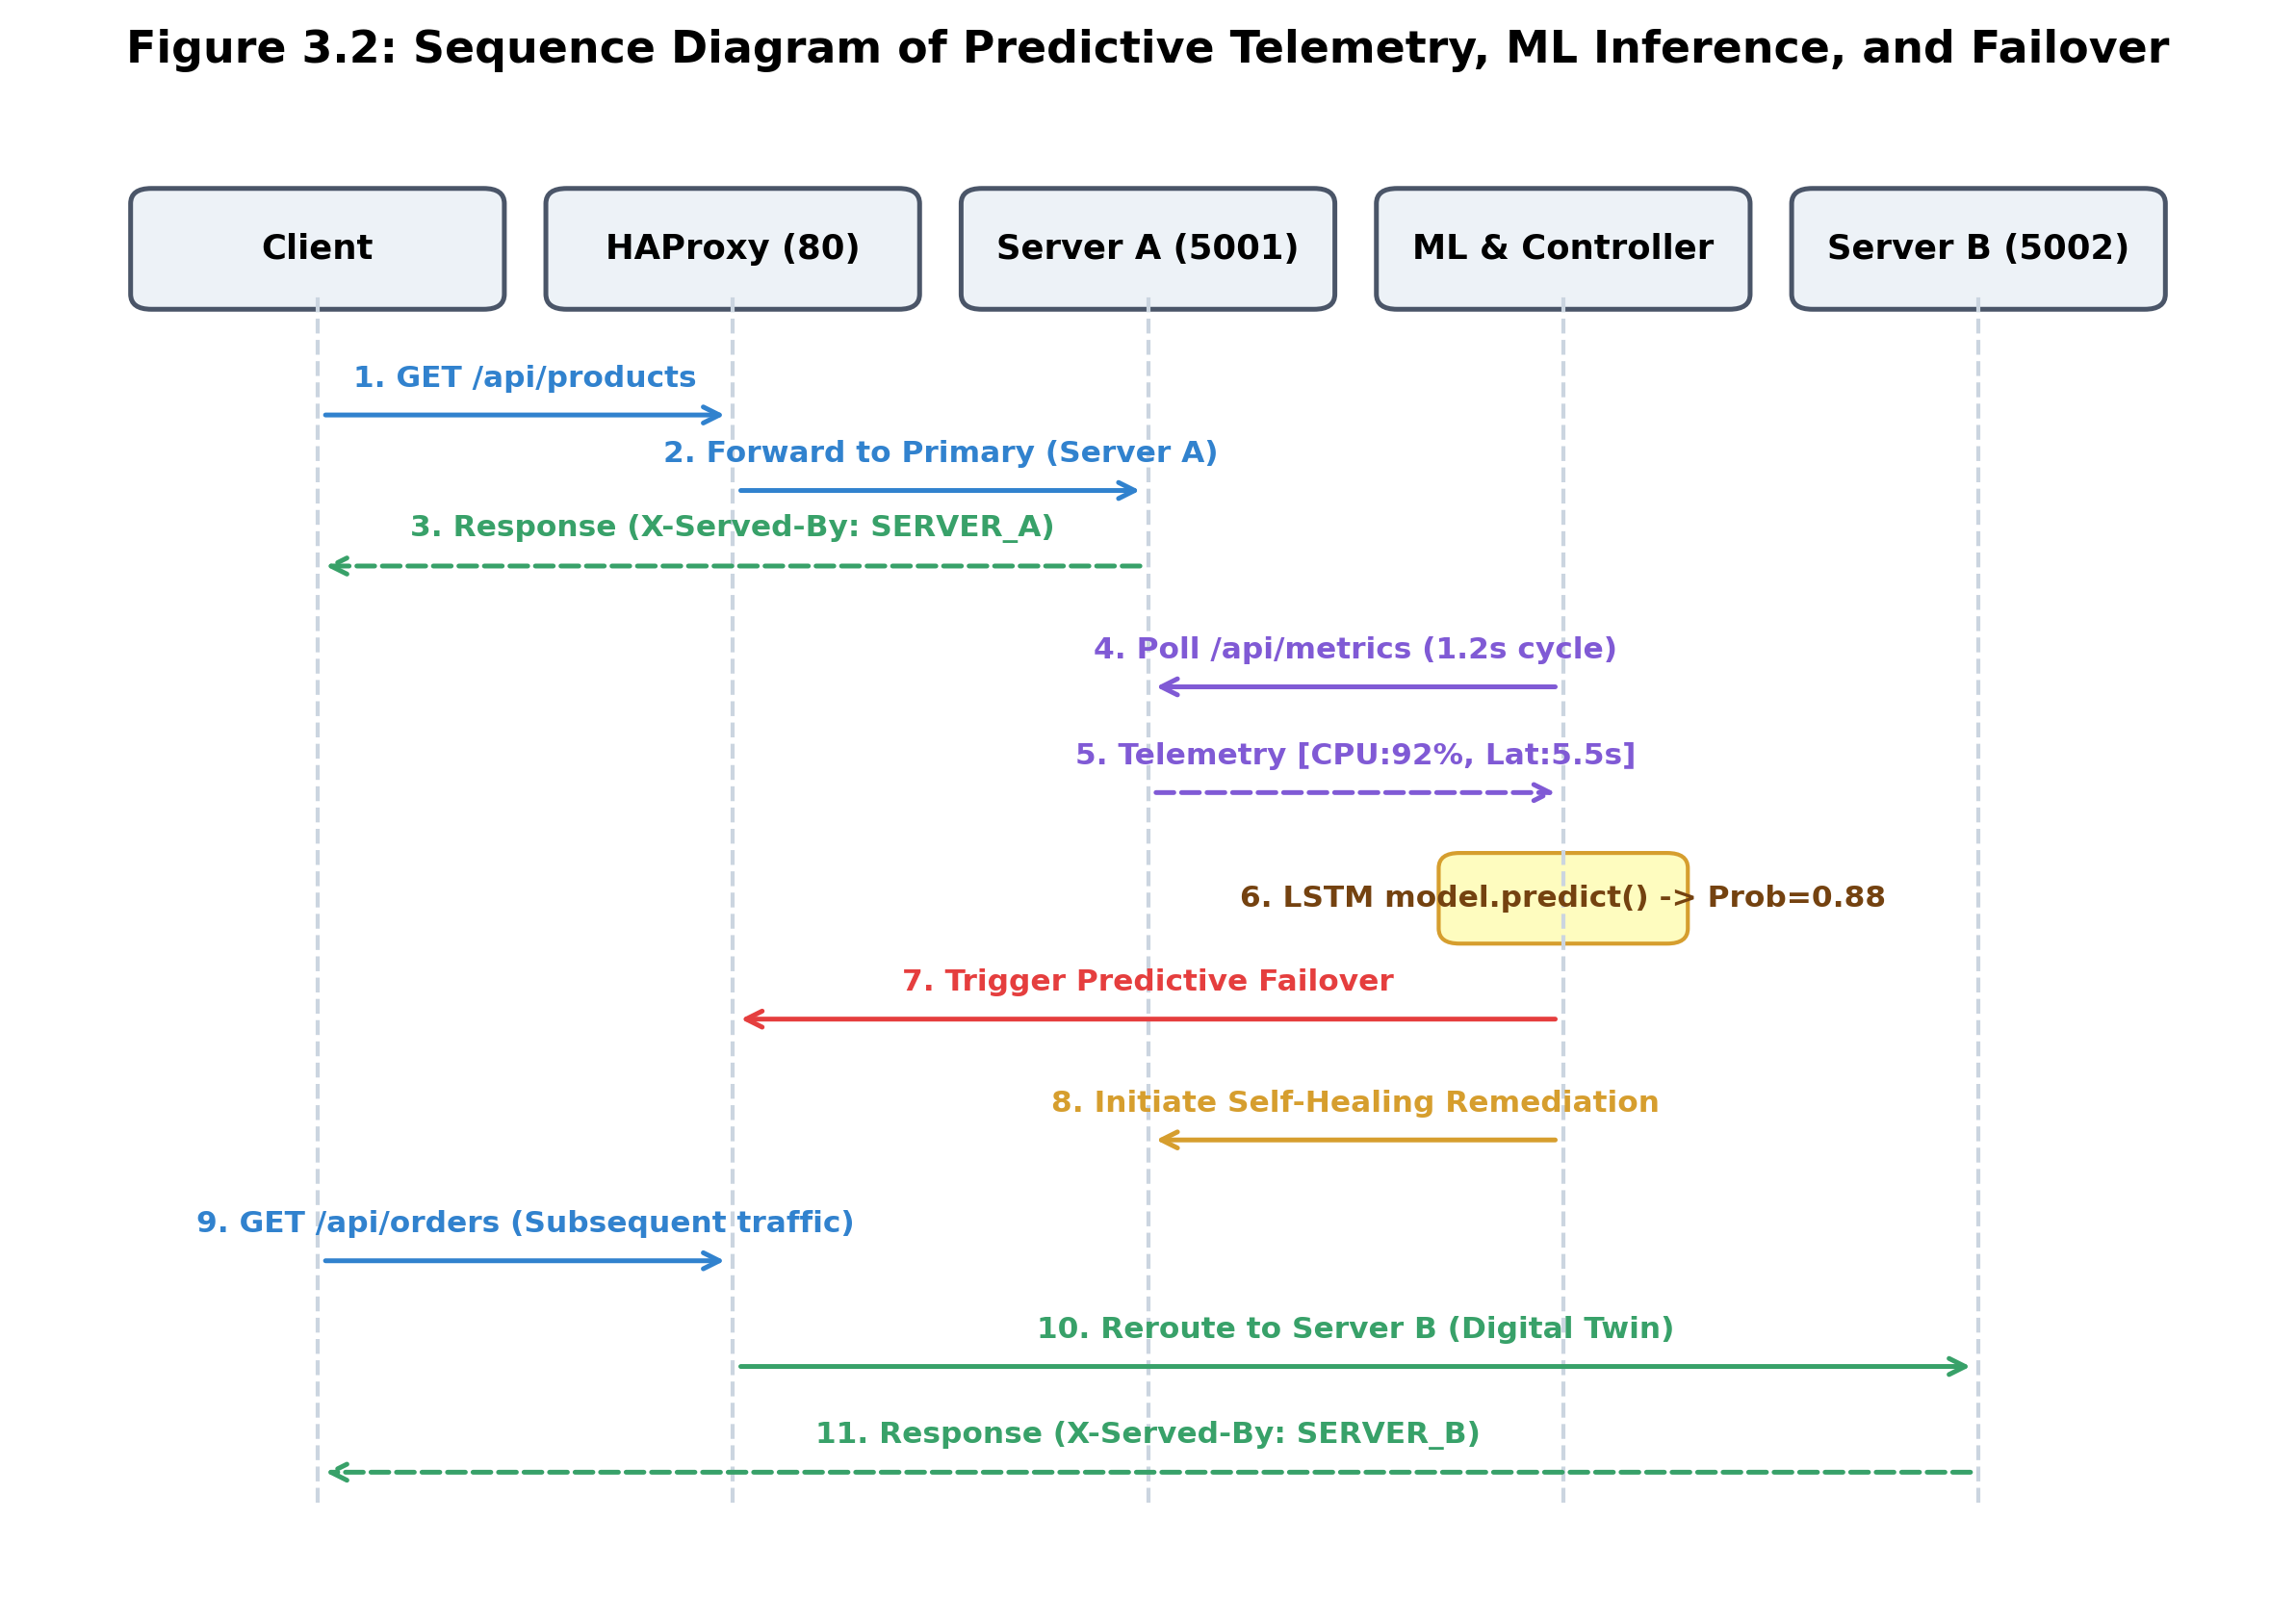 Figure 3.2: Sequence Diagram of Predictive Telemetry, ML Inference, and Failover
Client
HAProxy (80)
Server A (5001)
ML & Controller
Server B (5002)
1. GET /api/products
2. Forward to Primary (Server A)
3. Response (X-Served-By: SERVER_A)
4. Poll /api/metrics (1.2s cycle)
5. Telemetry [CPU:92%, Lat:5.5s]
6. LSTM model.predict() -> Prob=0.88
7. Trigger Predictive Failover
8. Initiate Self-Healing Remediation
9. GET /api/orders (Subsequent traffic)
10. Reroute to Server B (Digital Twin)
11. Response (X-Served-By: SERVER_B)